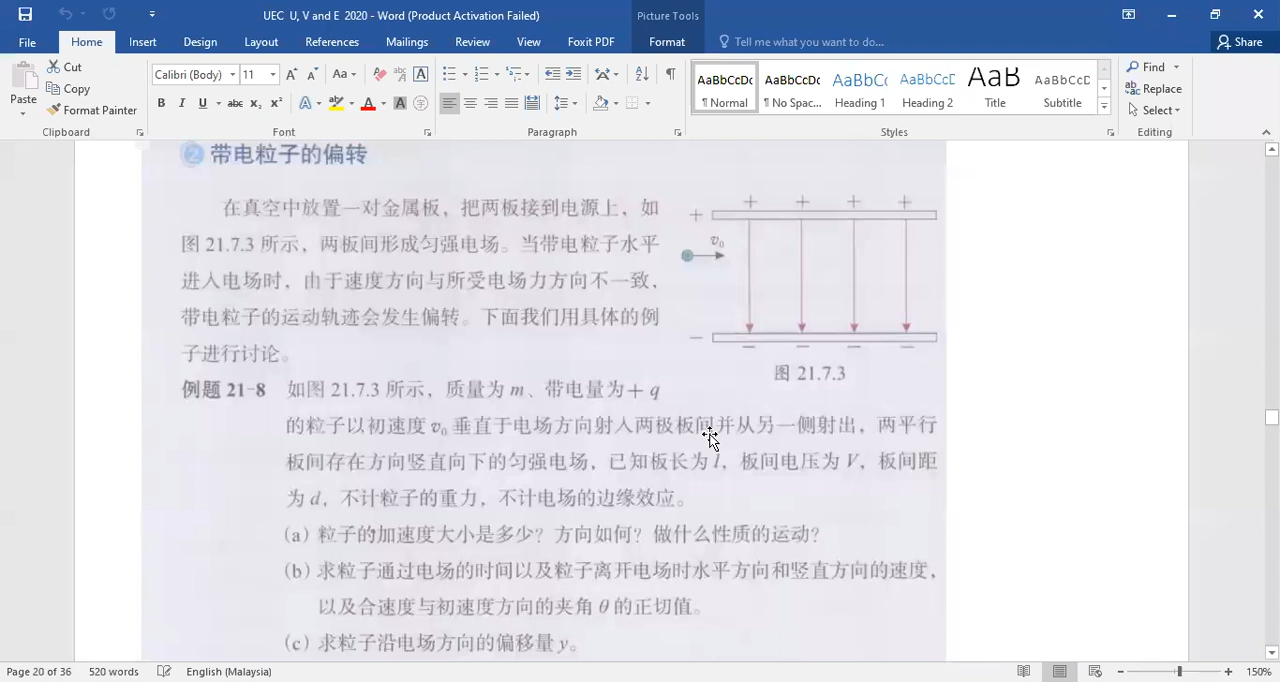 UEC U, V and E 2020 - Word (Product Activation Failed)
Picture Tools
File
Home
Insert
Design
Layout
References
Mailings
Review
View
Foxit PDF
Format
Tell me what you want to do...
Share
Paste
Cut
Copy
Format Painter
Clipboard
Calibri (Body)
11
Font
Paragraph
AaBbCcDc
¶ Normal
AaBbCcDc
¶ No Spac...
AaBbCc
Heading 1
AaBbCcD
Heading 2
AaB
Title
AaBbCcD
Subtitle
Styles
Find
Replace
Select
Editing
2 带电粒子的偏转
在真空中放置一对金属板，把两板接到电源上，如
图 21.7.3 所示，两板间形成匀强电场。当带电粒子水平
进入电场时，由于速度方向与所受电场力方向不一致，
带电粒子的运动轨迹会发生偏转。下面我们用具体的例
子进行讨论。
+ + + + +
v₀
− − − − −
图 21.7.3
例题 21-8 如图 21.7.3 所示，质量为 m、带电量为 + q
的粒子以初速度 v₀ 垂直于电场方向射入两极板间并从另一侧射出，两平行
板间存在方向竖直向下的匀强电场，已知板长为 l，板间电压为 V，板间距
为 d，不计粒子的重力，不计电场的边缘效应。
(a) 粒子的加速度大小是多少？方向如何？做什么性质的运动？
(b) 求粒子通过电场的时间以及粒子离开电场时水平方向和竖直方向的速度，
以及合速度与初速度方向的夹角 θ 的正切值。
(c) 求粒子沿电场方向的偏移量 y。
Page 20 of 36
520 words
English (Malaysia)
150%